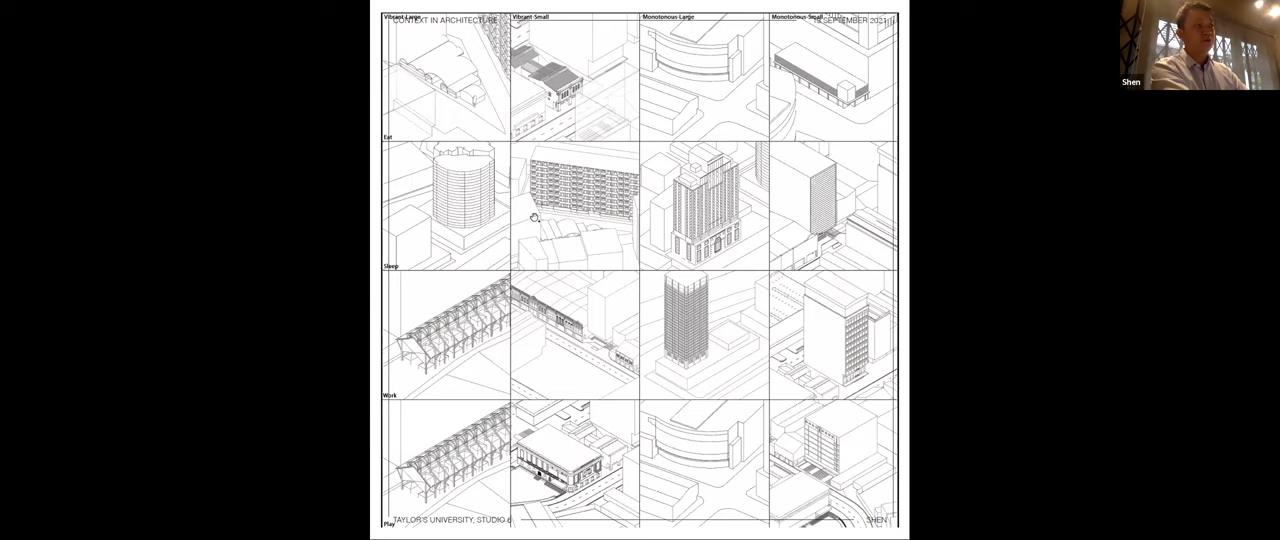 Vibrant-Large
Vibrant-Small
Monotonous-Large
Monotonous-Small
CONTEXT IN ARCHITECTURE
SEPTEMBER 2021
Shen
Eat
Sleep
Work
Play
TAYLOR'S UNIVERSITY, STUDIO
SHEN